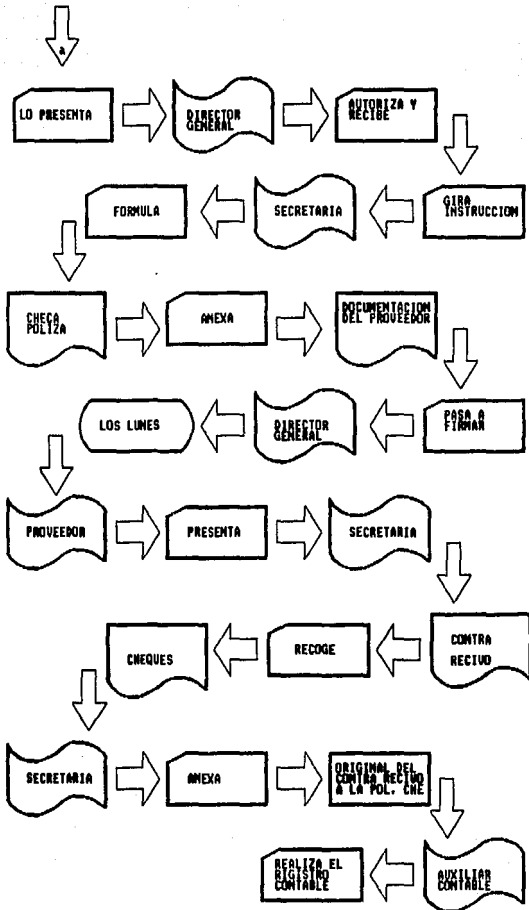 a
LO PRESENTA
DIRECTOR
GENERAL
AUTORIZA Y
RECIBE
GIRA
INSTRUCCION
SECRETARIA
FORMULA
CHECA
POLIZA
ANEXA
DOCUMENTACION
DEL PROVEEDOR
PASA A
FIRMAR
DIRECTOR
GENERAL
LOS LUNES
PROVEEDOR
PRESENTA
SECRETARIA
CONTRA
RECIVO
RECOGE
CHEQUES
SECRETARIA
ANEXA
ORIGINAL DEL
CONTRA RECIVO
A LA POL. CHE
AUXILIAR
CONTABLE
REALIZA EL
RIGISTRO
CONTABLE